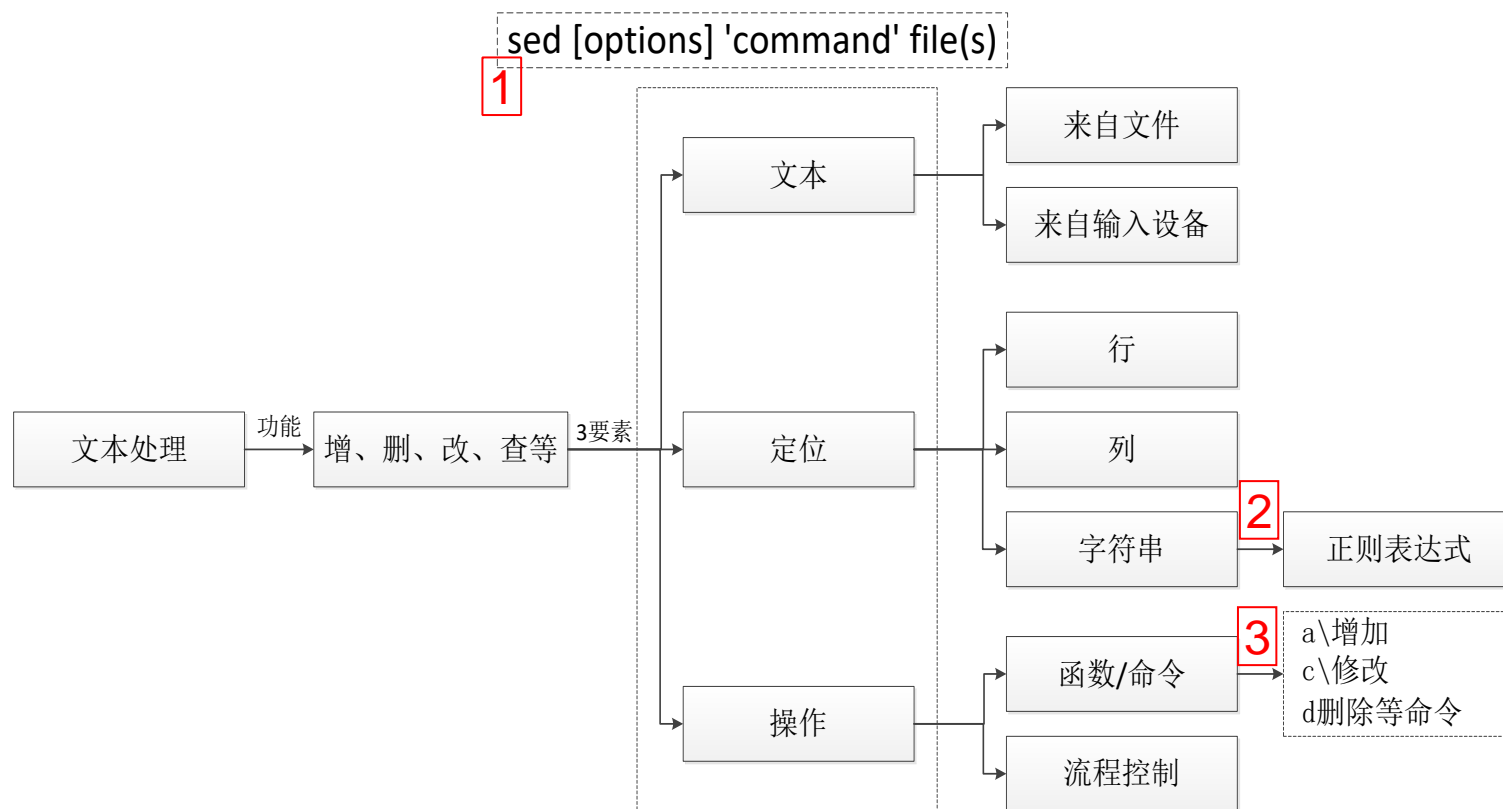 sed [options] 'command' file(s)
1
来自文件
文本
来自输入设备
行
文本处理
功能
增、删、改、查等
3要素
定位
列
2
字符串
正则表达式
3
函数/命令
a\增加
c\修改
d删除等命令
操作
流程控制